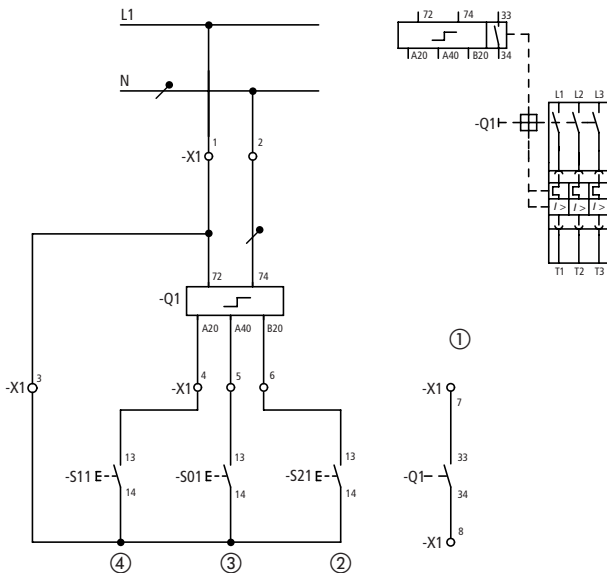 L1
72 74 33
A20 A40 B20 34
N
L1 L2 L3
-Q1
-X1 1 2
I> I> I>
72 74
T1 T2 T3
-Q1
A20 A40 B20
①
-X1 3
-X1 4 5 6
-X1 7
-S11 E 13 14
-S01 E 13 14
-S21 E 13 14
-Q1 33 34
-X1 8
④ ③ ②